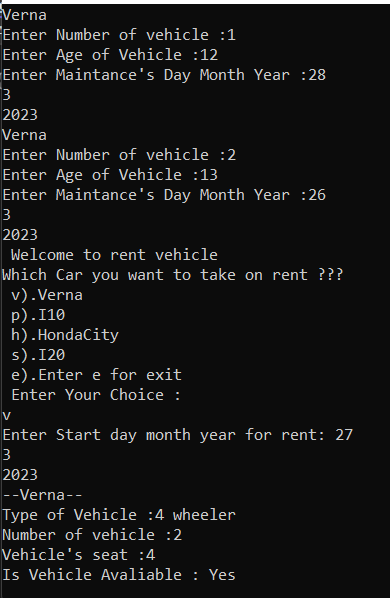 Verna
Enter Number of vehicle :1
Enter Age of Vehicle :12
Enter Maintance's Day Month Year :28
3
2023
Verna
Enter Number of vehicle :2
Enter Age of Vehicle :13
Enter Maintance's Day Month Year :26
3
2023
Welcome to rent vehicle
Which Car you want to take on rent ???
v).Verna
p).I10
h).HondaCity
s).I20
e).Enter e for exit
Enter Your Choice :
v
Enter Start day month year for rent: 27
3
2023
--Verna--
Type of Vehicle :4 wheeler
Number of vehicle :2
Vehicle's seat :4
Is Vehicle Avaliable : Yes